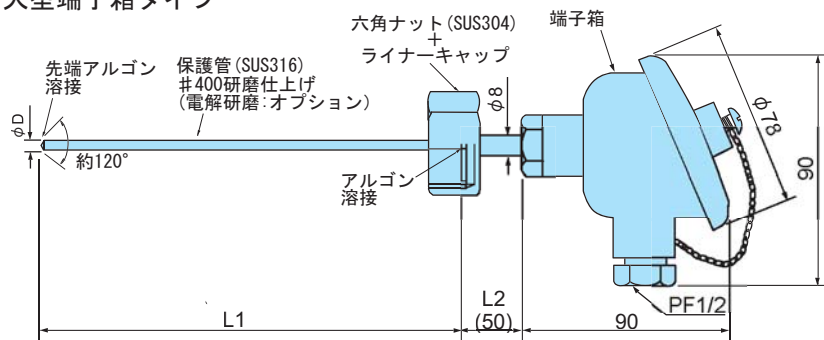 大型端子箱タイプ
六角ナット(SUS304)
+
ライナーキャップ
端子箱
先端アルゴン
溶接
保護管(SUS316)
♯400研磨仕上げ
(電解研磨:オプション)
φD
約120°
φ8
φ78
90
アルゴン
溶接
L1
L2
(50)
90
PF1/2